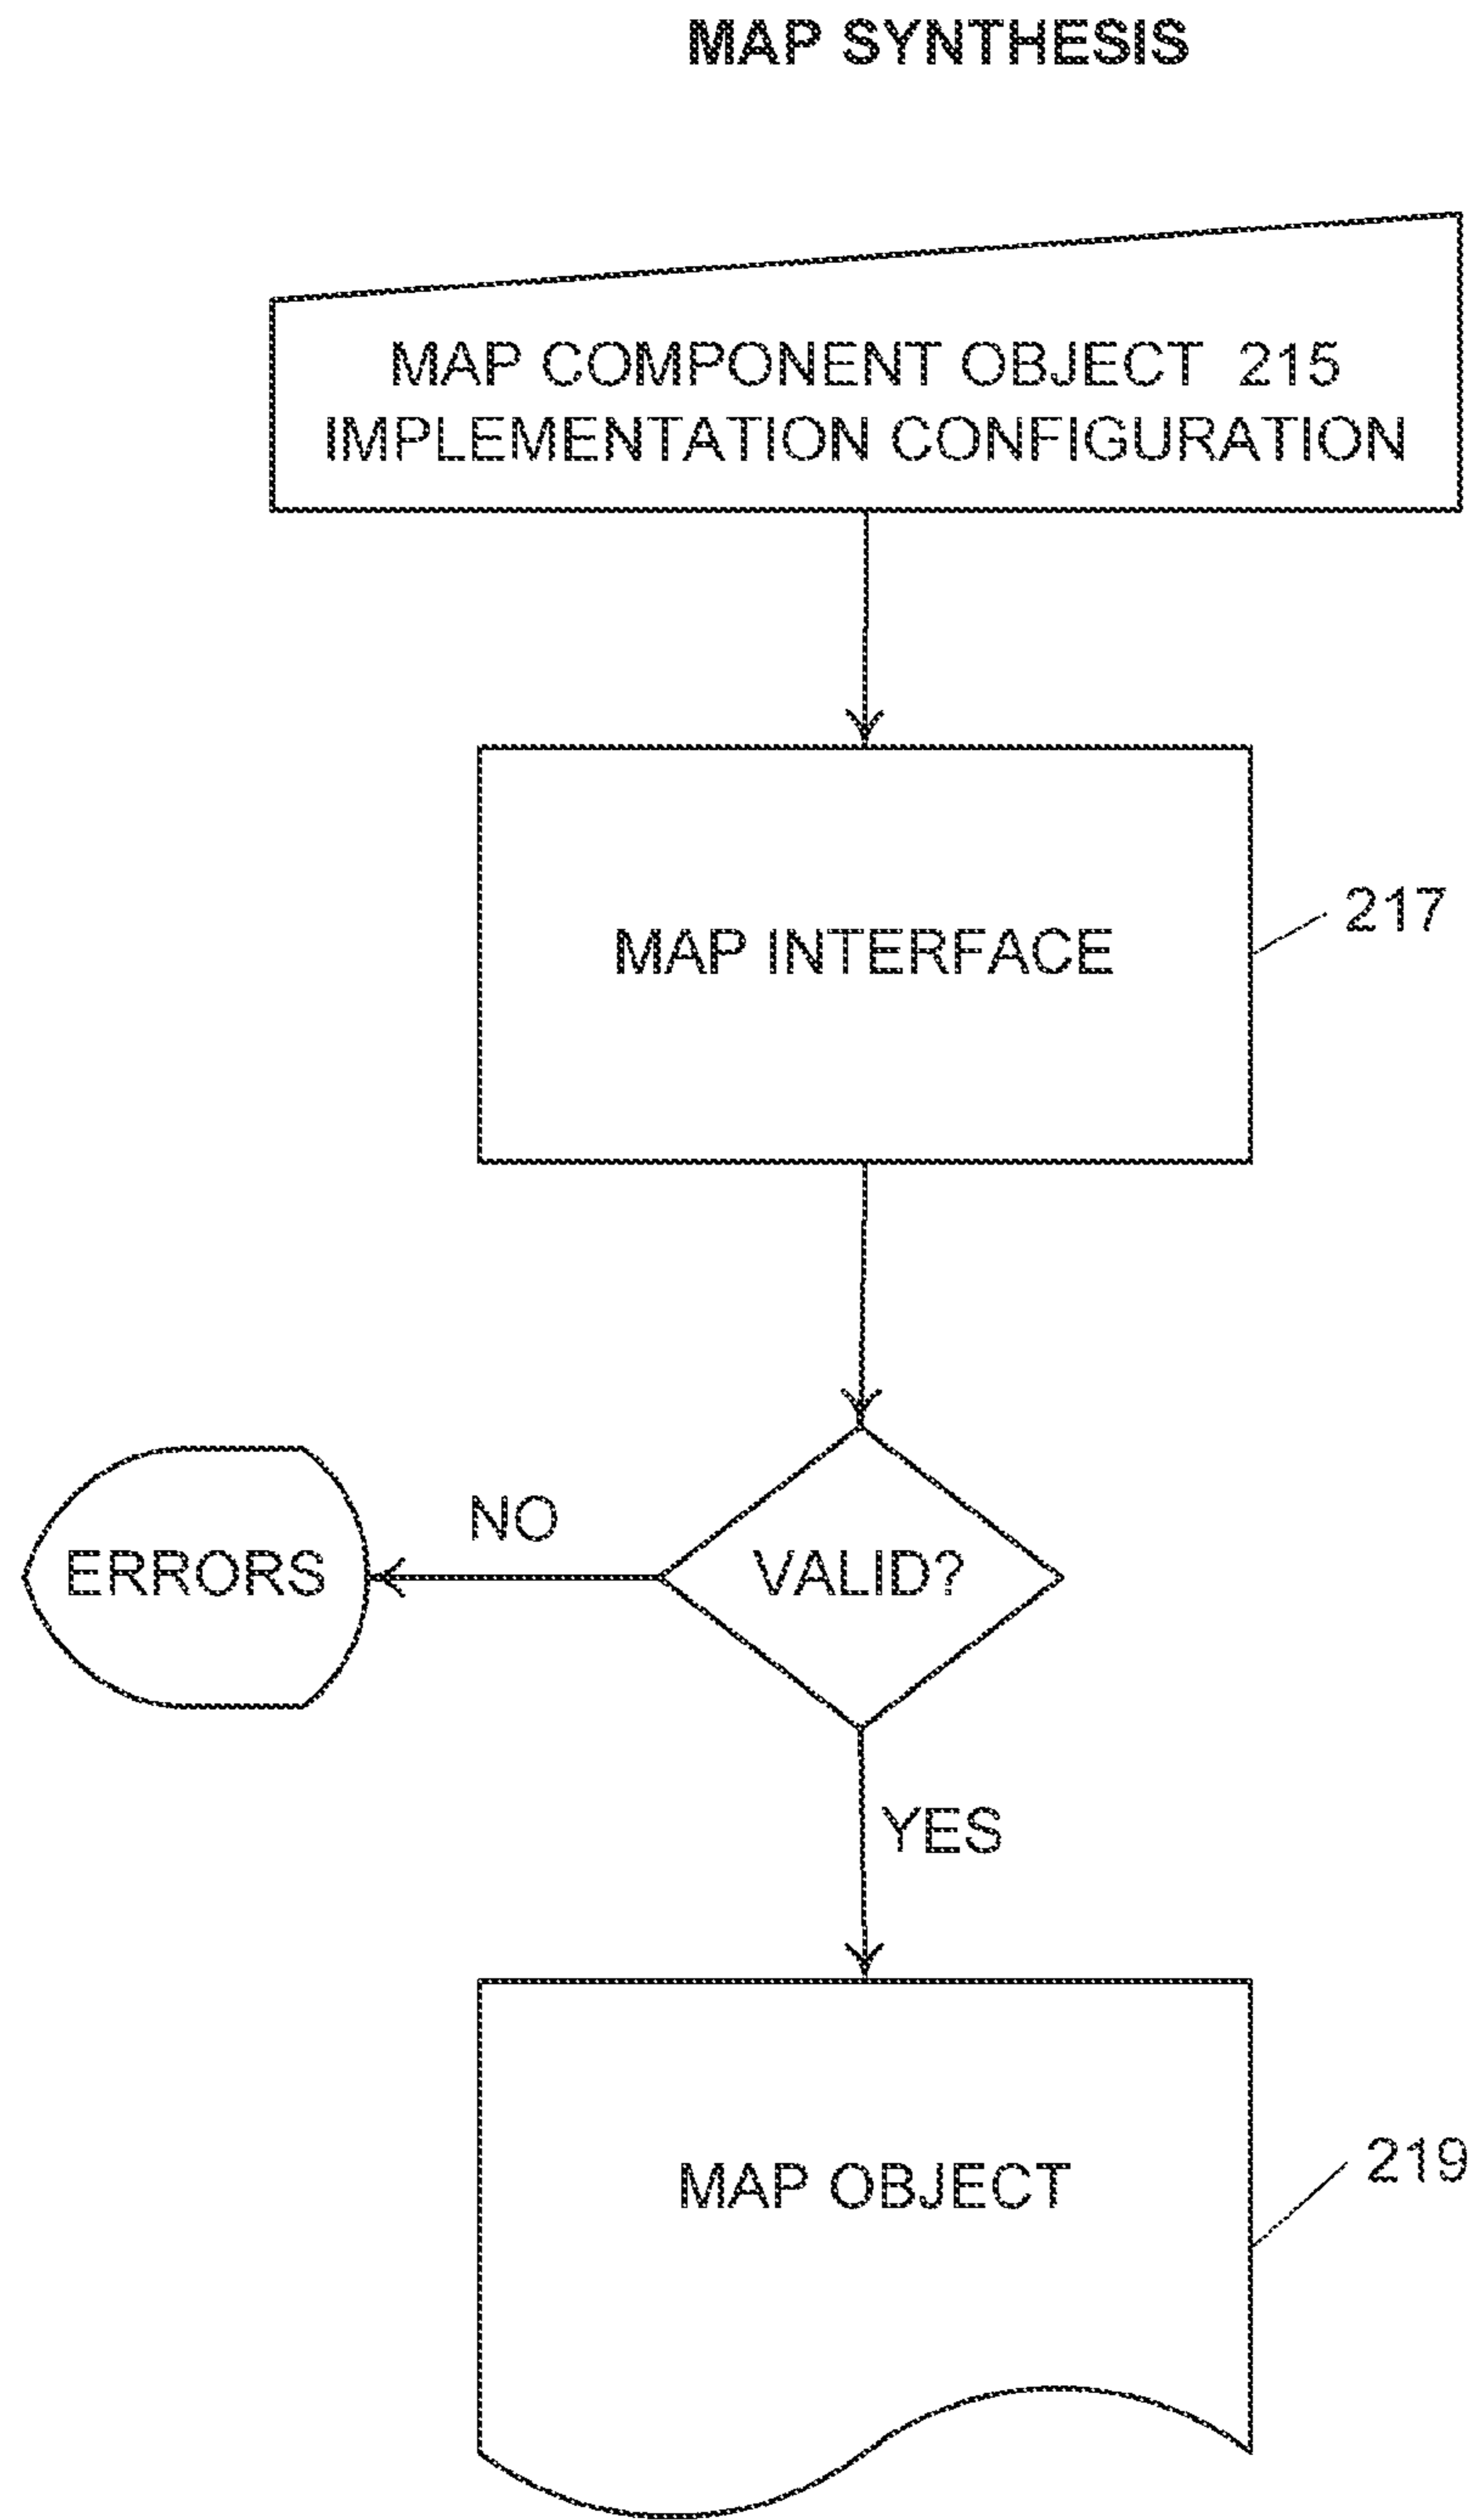 MAP SYNTHESIS
MAP COMPONENT OBJECT 215
IMPLEMENTATION CONFIGURATION
217
MAP INTERFACE
NO
ERRORS
VALID?
YES
219
MAP OBJECT